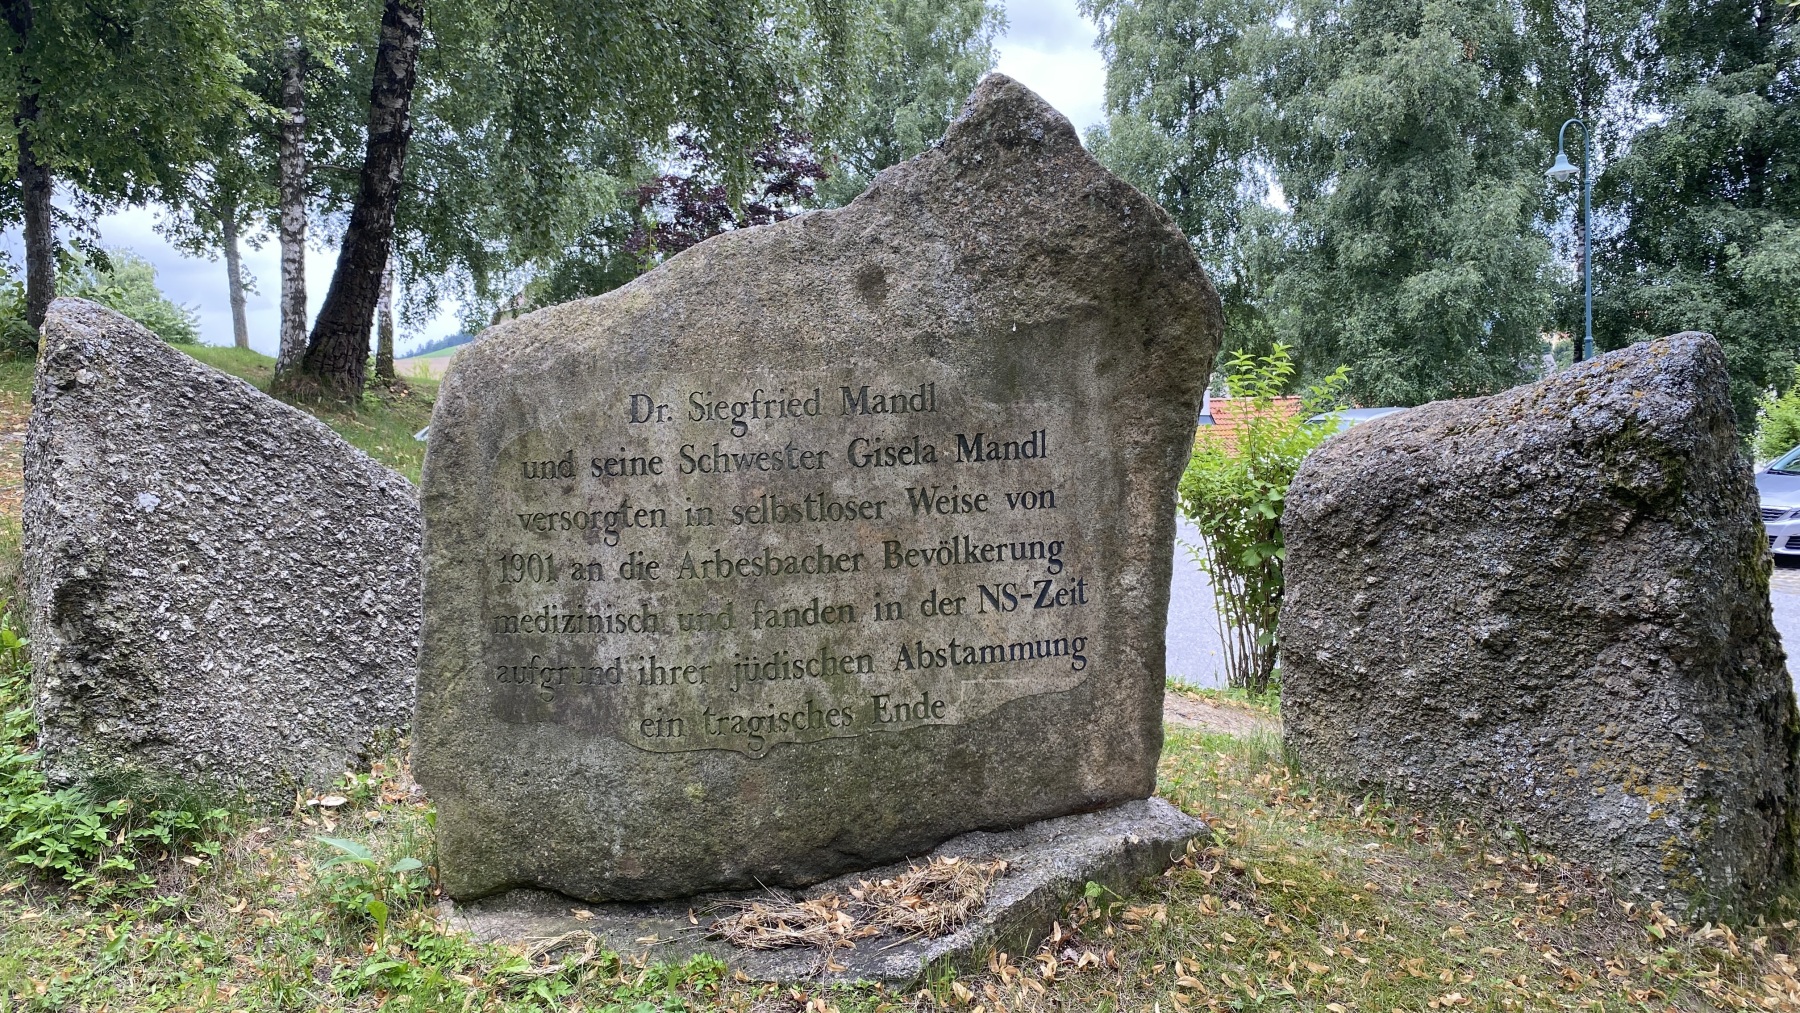 Dr. Siegfried Mandl
und seine Schwester Gisela Mandl
versorgten in selbstloser Weise von
1901 an die Arbesbacher Bevölkerung
medizinisch und fanden in der NS-Zeit
aufgrund ihrer jüdischen Abstammung
ein tragisches Ende